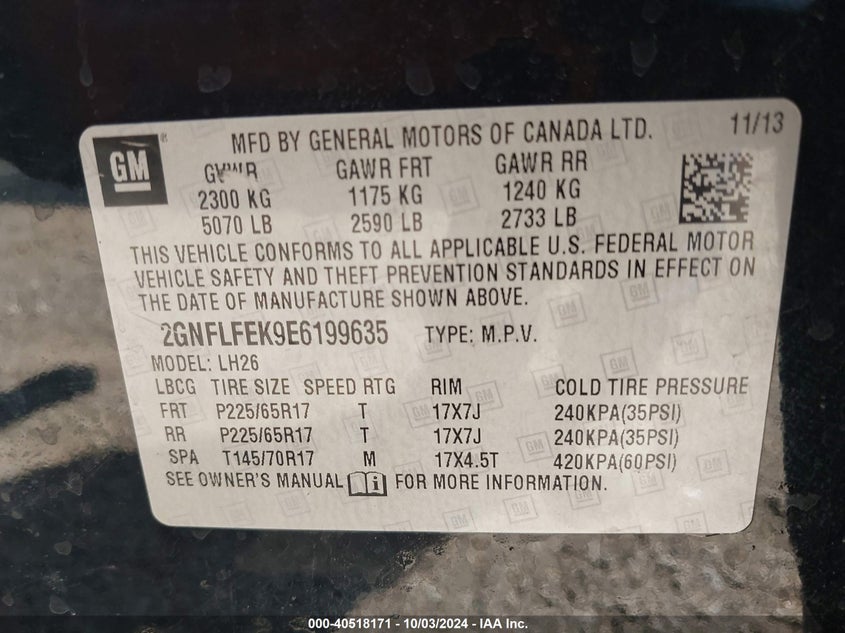 GM
MFD BY GENERAL MOTORS OF CANADA LTD. 11/13
GVWR GAWR FRT GAWR RR
2300 KG 1175 KG 1240 KG
5070 LB 2590 LB 2733 LB
THIS VEHICLE CONFORMS TO ALL APPLICABLE U.S. FEDERAL MOTOR
VEHICLE SAFETY AND THEFT PREVENTION STANDARDS IN EFFECT ON
THE DATE OF MANUFACTURE SHOWN ABOVE.
2GNFLFEK9E6199635 TYPE: M.P.V.
MODEL: LH26
LBCG TIRE SIZE SPEED RTG RIM COLD TIRE PRESSURE
FRT P225/65R17 T 17X7J 240KPA(35PSI)
RR P225/65R17 T 17X7J 240KPA(35PSI)
SPA T145/70R17 M 17X4.5T 420KPA(60PSI)
SEE OWNER'S MANUAL FOR MORE INFORMATION.
000-40518171 - 10/03/2024 - IAA Inc.